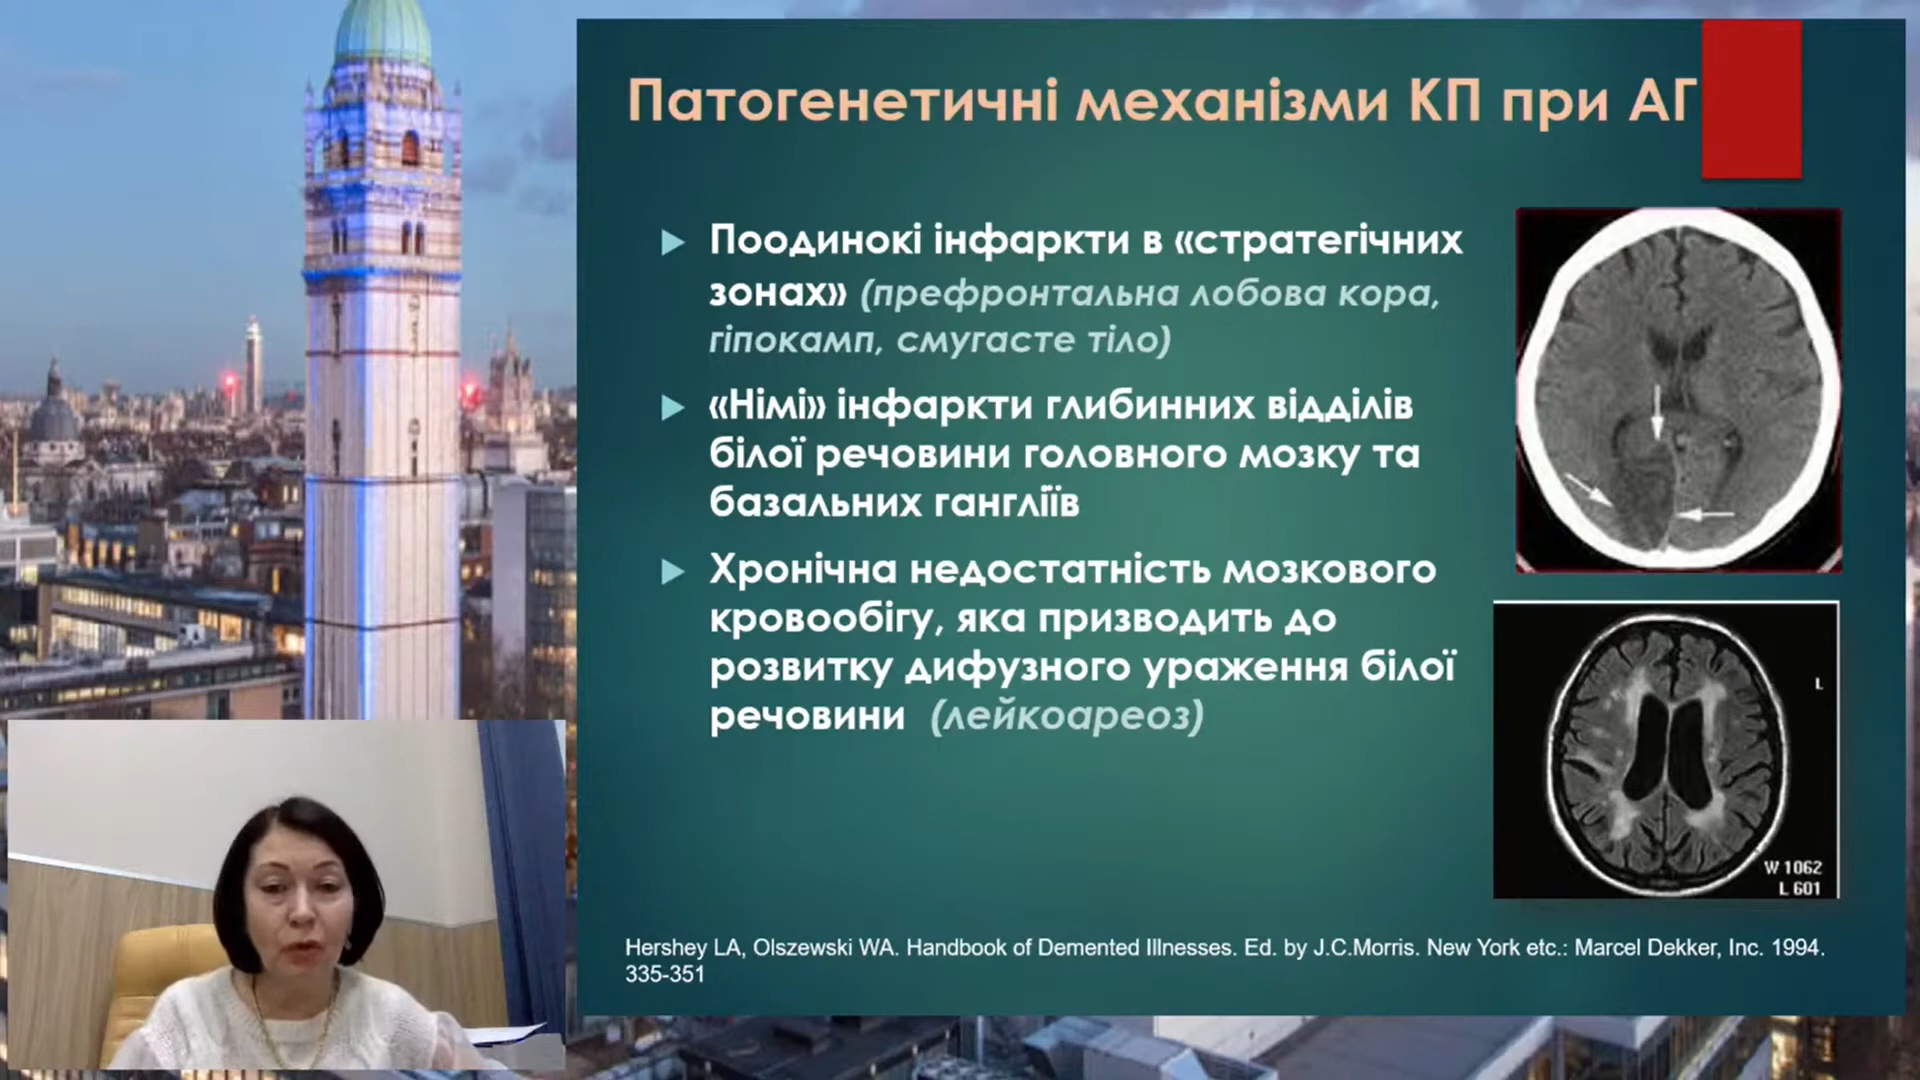 Патогенетичні механізми КП при АГ
Поодинокі інфаркти в «стратегічних
зонах» (префронтальна лобова кора,
гіпокамп, смугасте тіло)
«Німі» інфаркти глибинних відділів
білої речовини головного мозку та
базальних гангліїв
Хронічна недостатність мозкового
кровообігу, яка призводить до
розвитку дифузного ураження білої
речовини (лейкоареоз)
L
W 1062
L 601
Hershey LA, Olszewski WA. Handbook of Demented Illnesses. Ed. by J.C.Morris. New York etc.: Marcel Dekker, Inc. 1994.
335-351